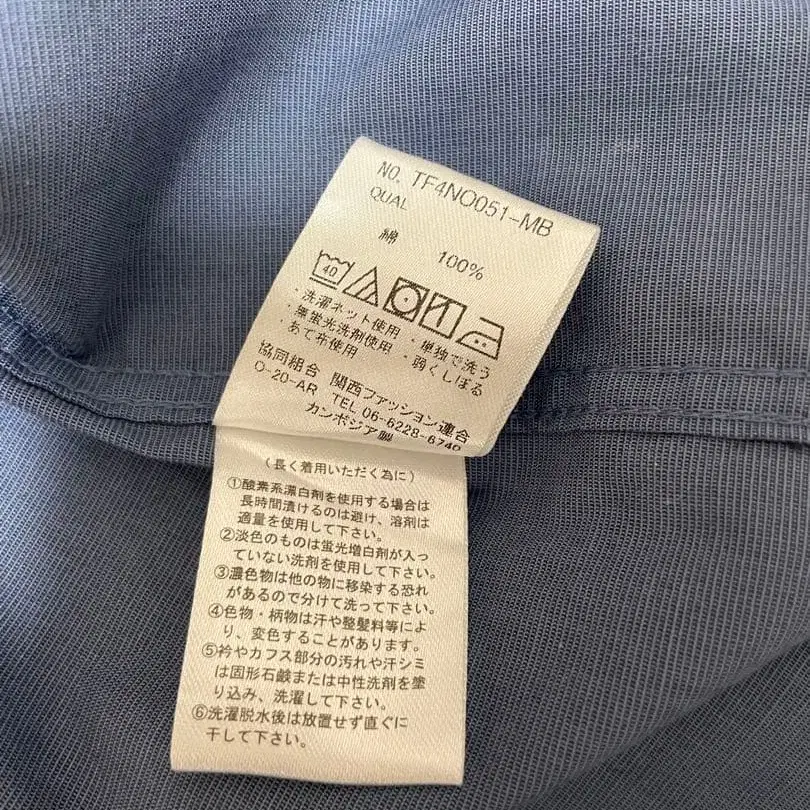 NO. TF4NO051-MB
QUAL
綿 100%
40
・洗濯ネット使用 ・単独で洗う
・無蛍光洗剤使用 ・弱くしぼる
・あて布使用
協同組合 関西ファッション連合
O-20-AR TEL 06-6228-6740
カンボジア製
(長く着用いただく為に)
①酸素系漂白剤を使用する場合は
長時間漬けるのは避け、溶剤は
適量を使用して下さい。
②淡色のものは蛍光増白剤が入っ
ていない洗剤を使用して下さい。
③濃色物は他の物に移染する恐れ
があるので分けて洗って下さい。
④色物・柄物は汗や整髪料等によ
り、変色することがあります。
⑤衿やカフス部分の汚れや汗シミ
は固形石鹸または中性洗剤を塗
り込み、洗濯して下さい。
⑥洗濯脱水後は放置せず直ぐに
干して下さい。